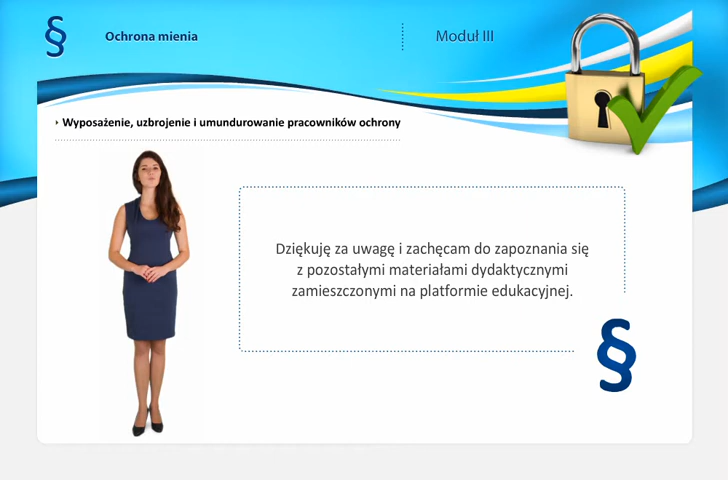 § Ochrona mienia
Moduł III
Wyposażenie, uzbrojenie i umundurowanie pracowników ochrony
Dziękuję za uwagę i zachęcam do zapoznania się
z pozostałymi materiałami dydaktycznymi
zamieszczonymi na platformie edukacyjnej.
§